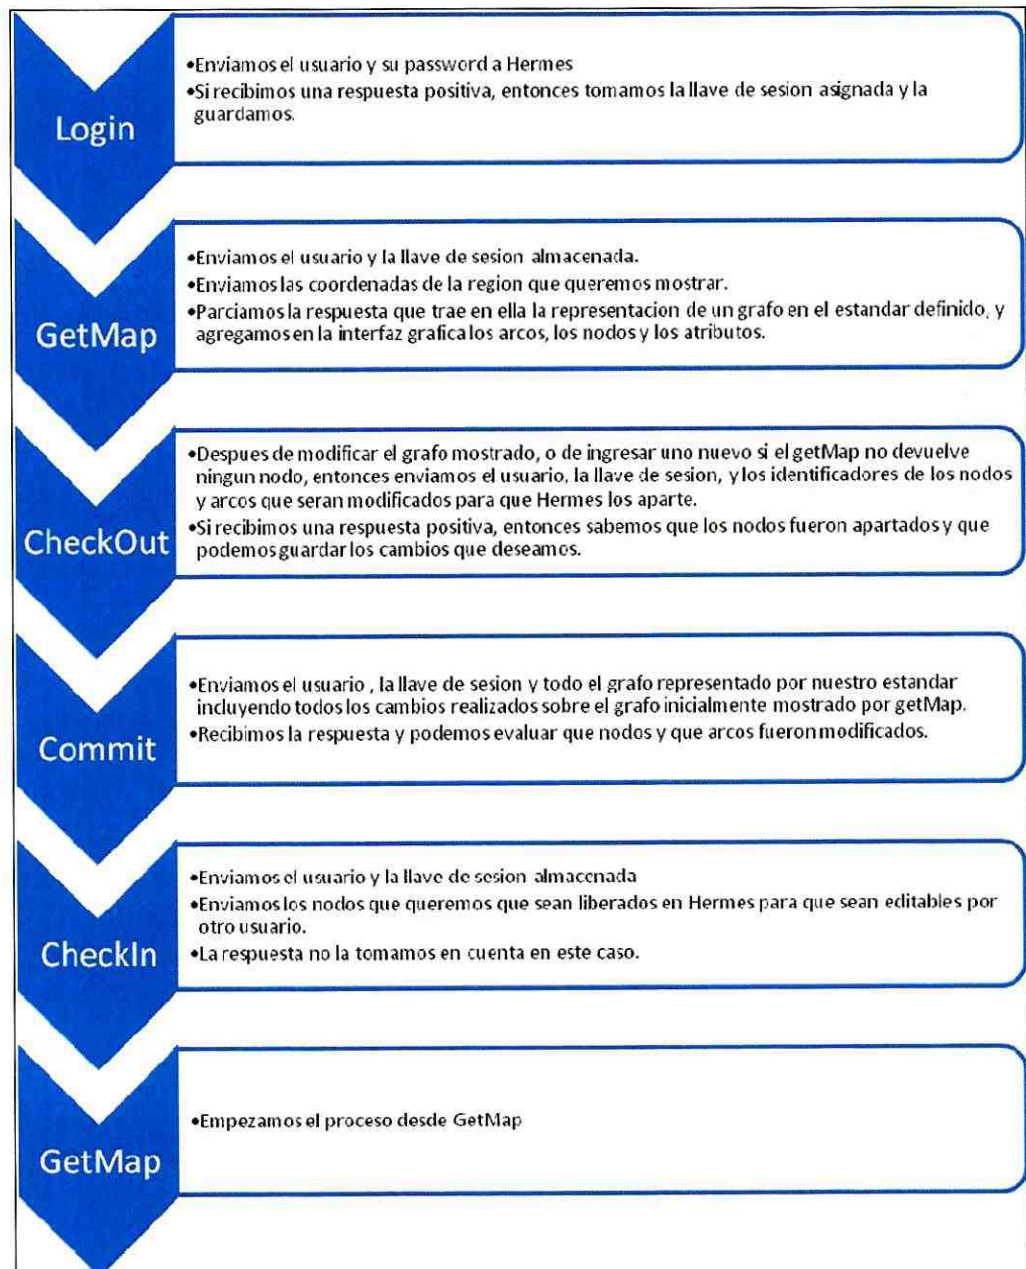 Login
•Enviamos el usuario y su password a Hermes
•Si recibimos una respuesta positiva, entonces tomamos la llave de sesion asignada y la
guardamos.
GetMap
•Enviamos el usuario y la llave de sesion almacenada.
•Enviamos las coordenadas de la region que queremos mostrar.
•Parciamos la respuesta que trae en ella la representacion de un grafo en el estandar definido, y
agregamos en la interfaz grafica los arcos, los nodos y los atributos.
CheckOut
•Despues de modificar el grafo mostrado, o de ingresar uno nuevo si el getMap no devuelve
ningun nodo, entonces enviamos el usuario, la llave de sesion, y los identificadores de los nodos
y arcos que seran modificados para que Hermes los aparte.
•Si recibimos una respuesta positiva, entonces sabemos que los nodos fueron apartados y que
podemos guardar los cambios que deseamos.
Commit
•Enviamos el usuario , la llave de sesion y todo el grafo representado por nuestro estandar
incluyendo todos los cambios realizados sobre el grafo inicialmente mostrado por getMap.
•Recibimos la respuesta y podemos evaluar que nodos y que arcos fueron modificados.
CheckIn
•Enviamos el usuario y la llave de sesion almacenada
•Enviamos los nodos que queremos que sean liberados en Hermes para que sean editables por
otro usuario.
•La respuesta no la tomamos en cuenta en este caso.
GetMap
•Empezamos el proceso desde GetMap